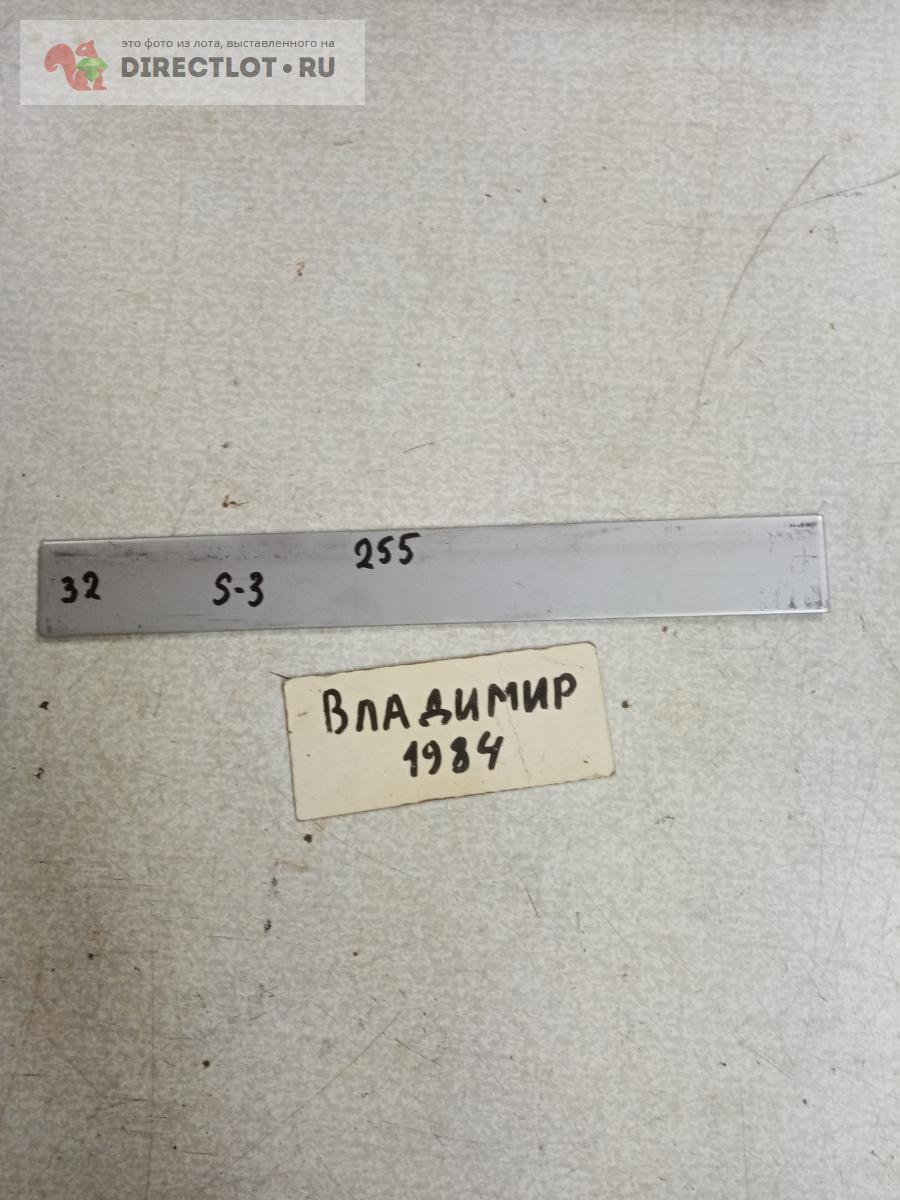 это фото из лота, выставленного на
DIRECTLOT•RU
255
32 S-3
ВЛАДИМИР
1984